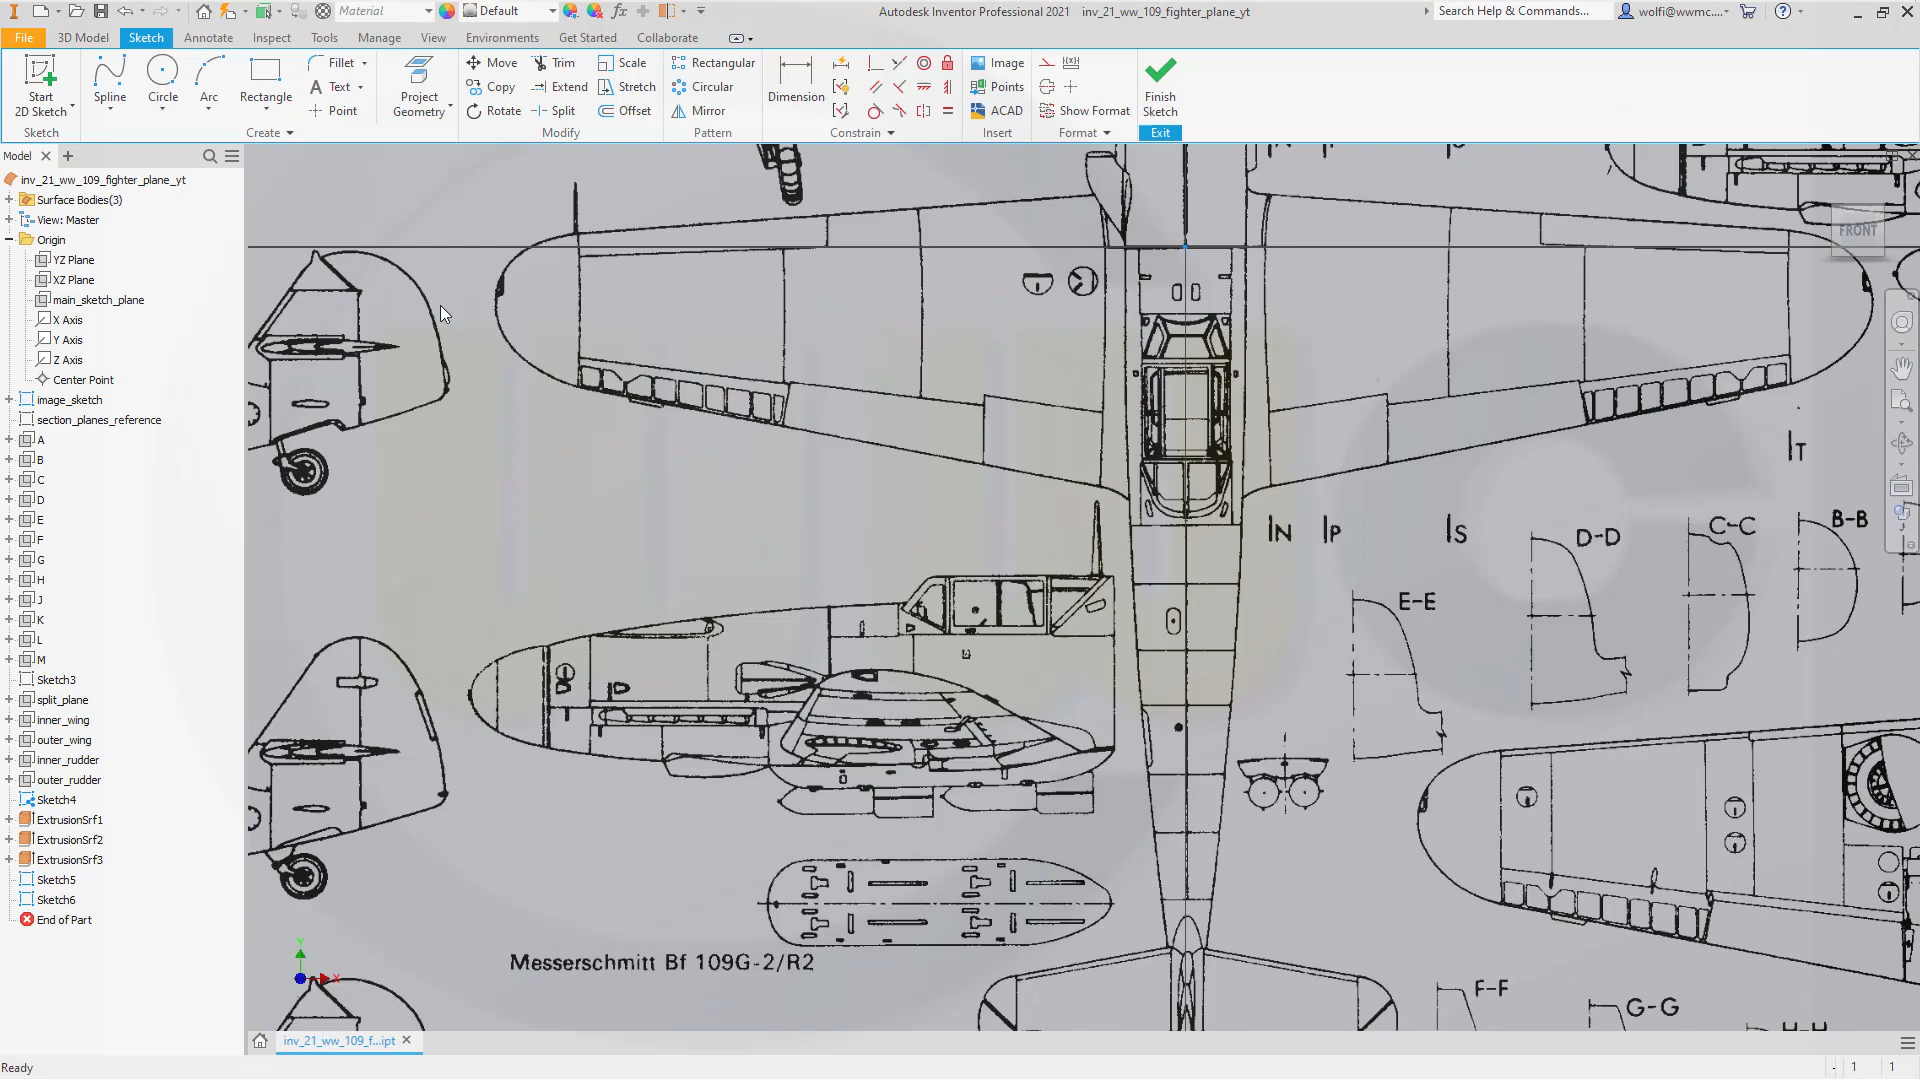 Material
Default
fx
Autodesk Inventor Professional 2021 inv_21_ww_109_fighter_plane_yt
Search Help & Commands...
wolfi@wwmc....
File
3D Model
Sketch
Annotate
Inspect
Tools
Manage
View
Environments
Get Started
Collaborate
Start
2D Sketch
Spline
Circle
Arc
Rectangle
Fillet
Text
Point
Project
Geometry
Move
Copy
Rotate
Trim
Extend
Split
Scale
Stretch
Offset
Rectangular
Circular
Mirror
Dimension
Image
Points
ACAD
Show Format
Finish
Sketch
Sketch
Create
Modify
Pattern
Constrain
Insert
Format
Exit
Model
inv_21_ww_109_fighter_plane_yt
Surface Bodies(3)
View: Master
Origin
YZ Plane
XZ Plane
main_sketch_plane
X Axis
Y Axis
Z Axis
Center Point
image_sketch
section_planes_reference
A
B
C
D
E
F
G
H
J
K
L
M
Sketch3
split_plane
inner_wing
outer_wing
inner_rudder
outer_rudder
Sketch4
ExtrusionSrf1
ExtrusionSrf2
ExtrusionSrf3
Sketch5
Sketch6
End of Part
FRONT
T
N P S
D-D
C-C
B-B
E-E
Messerschmitt Bf 109G-2/R2
F-F
G-G
Y
X
inv_21_ww_109_f...ipt
Ready
1 1